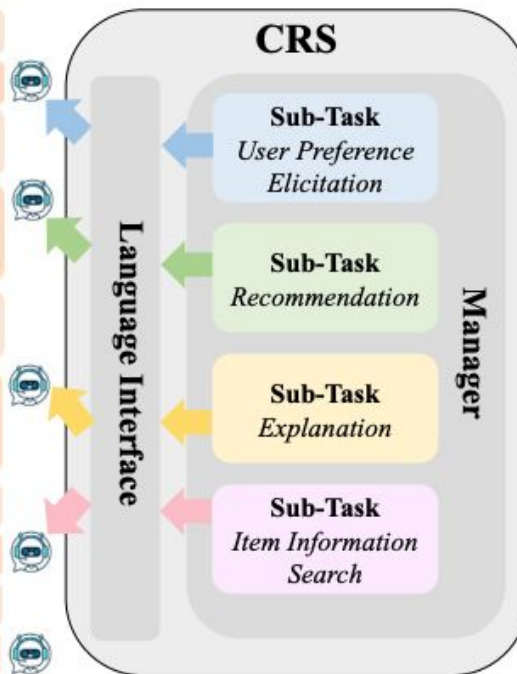 CRS
Sub-Task
User Preference
Elicitation
Sub-Task
Recommendation
Sub-Task
Explanation
Sub-Task
Item Information
Search
Language Interface
Manager